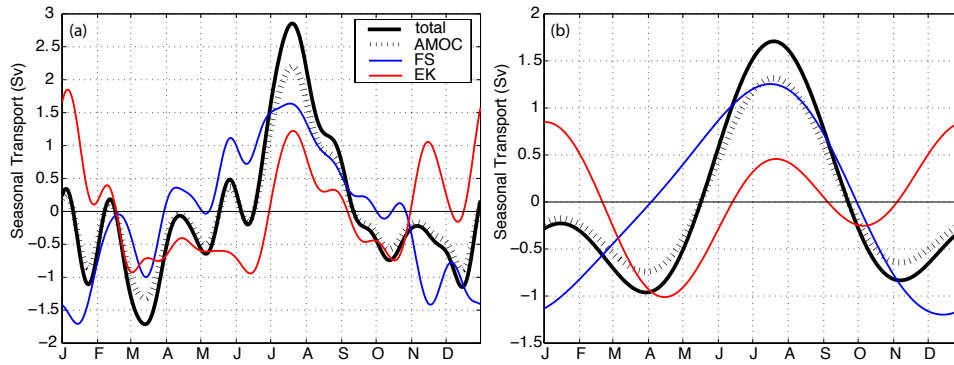 (a)
total
AMOC
FS
EK
Seasonal Transport (Sv)
3
2.5
2
1.5
1
0.5
0
−0.5
−1
−1.5
−2
J F M A M J J A S O N D
(b)
Seasonal Transport (Sv)
2
1.5
1
0.5
0
−0.5
−1
−1.5
J F M A M J J A S O N D